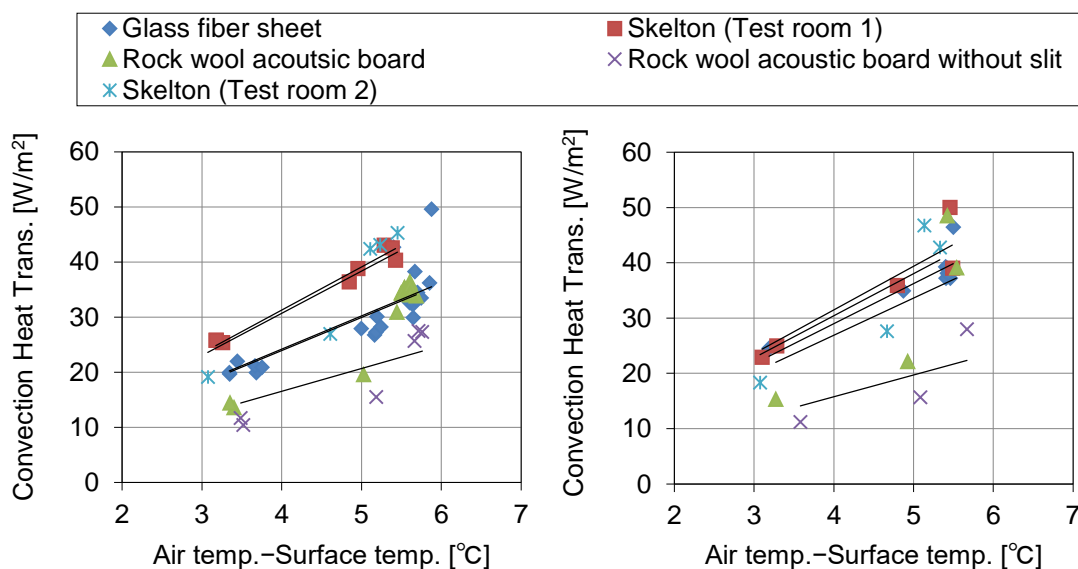 Glass fiber sheet
Skelton (Test room 1)
Rock wool acoutsic board
Rock wool acoustic board without slit
Skelton (Test room 2)
Convection Heat Trans. [W/m²]
60
50
40
30
20
10
0
2 3 4 5 6 7
Air temp.−Surface temp. [℃]
Convection Heat Trans. [W/m²]
60
50
40
30
20
10
0
2 3 4 5 6 7
Air temp.−Surface temp. [℃]